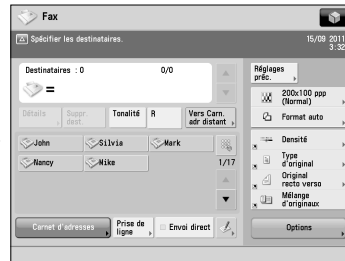 Fax
Spécifier les destinataires.
15/09 2011
3:32
Destinataires : 0
0/0
=
Détails
Suppr. dest.
Tonalité
R
Vers Carn. adr distant
John
Silvia
Mark
Nancy
Mike
1/17
Carnet d'adresses
Prise de ligne
Envoi direct
Réglages préc.
200x100 ppp
(Normal)
Format auto
Densité
Type
d'original
Original
recto verso
Mélange
d'originaux
Options